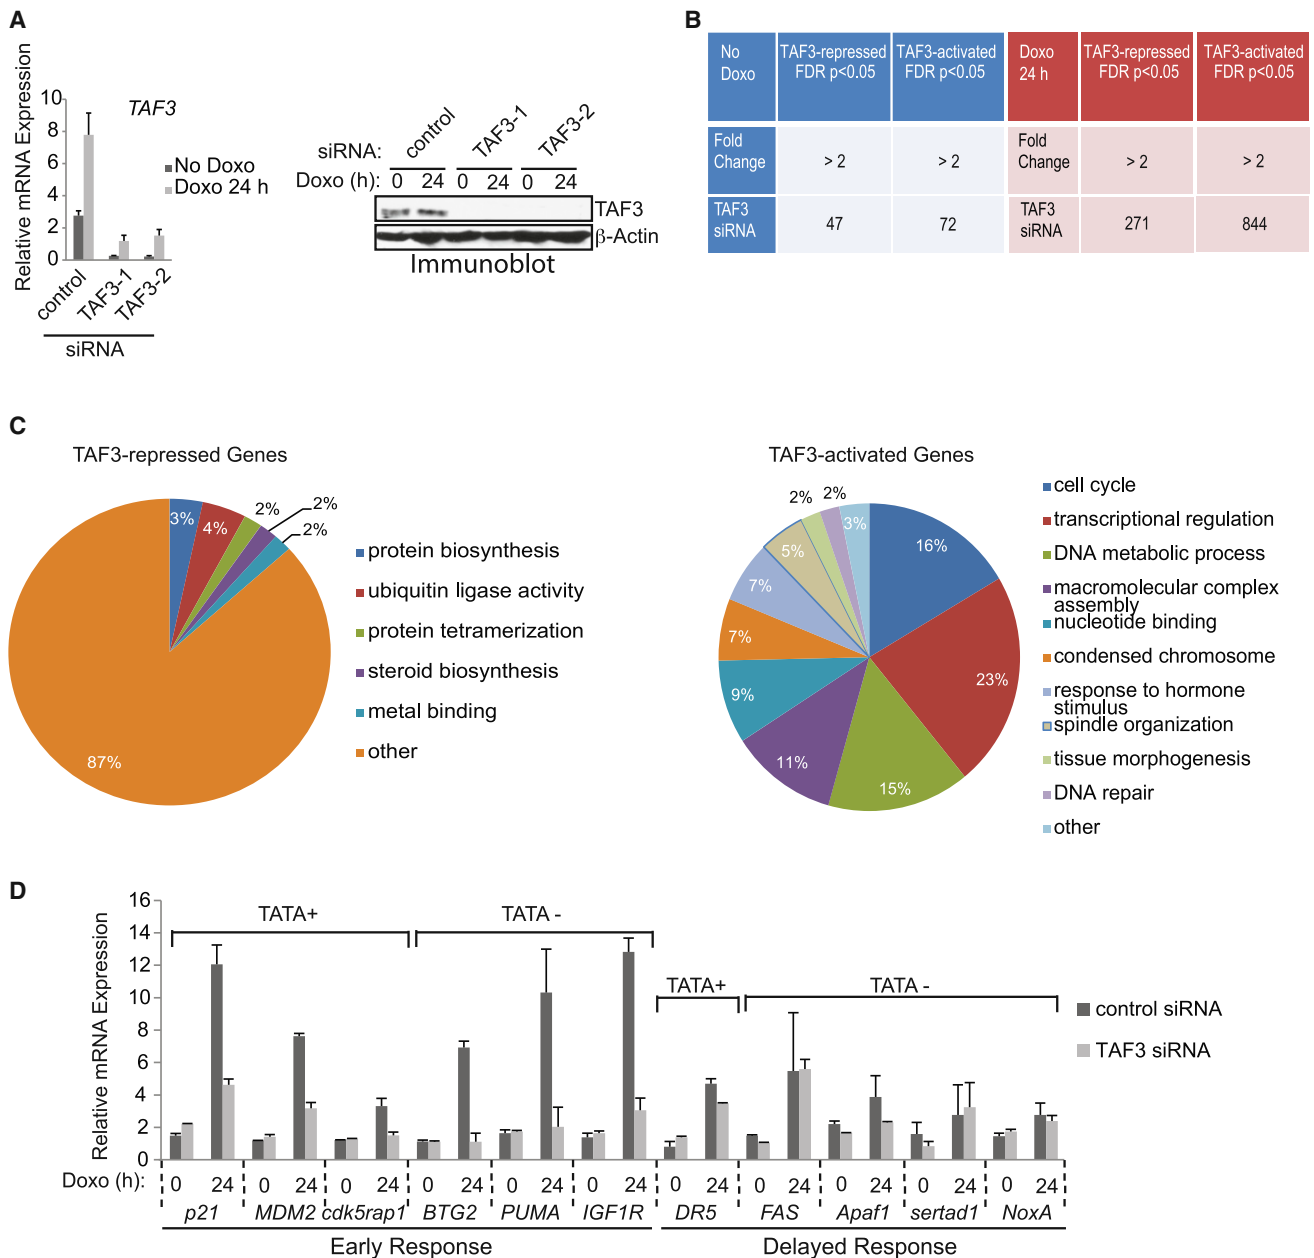 A
10
8
6
4
2
0
Relative mRNA Expression
TAF3
No Doxo
Doxo 24 h
control
TAF3-1
TAF3-2
siRNA
siRNA:
control
TAF3-1
TAF3-2
Doxo (h): 0 24 0 24 0 24
TAF3
β-Actin
Immunoblot
B
No Doxo
TAF3-repressed FDR p<0.05
TAF3-activated FDR p<0.05
Doxo 24 h
TAF3-repressed FDR p<0.05
TAF3-activated FDR p<0.05
Fold Change
> 2
> 2
Fold Change
> 2
> 2
TAF3 siRNA
47
72
TAF3 siRNA
271
844
C
TAF3-repressed Genes
3%
4%
2%
2%
2%
87%
protein biosynthesis
ubiquitin ligase activity
protein tetramerization
steroid biosynthesis
metal binding
other
TAF3-activated Genes
16%
23%
15%
11%
9%
7%
7%
5%
2%
2%
3%
cell cycle
transcriptional regulation
DNA metabolic process
macromolecular complex
assembly
nucleotide binding
condensed chromosome
response to hormone
stimulus
spindle organization
tissue morphogenesis
DNA repair
other
D
16
14
12
10
8
6
4
2
0
Relative mRNA Expression
TATA+
TATA -
TATA+
TATA -
control siRNA
TAF3 siRNA
Doxo (h): 0 24 0 24 0 24 0 24 0 24 0 24 0 24 0 24 0 24 0 24 0 24
p21 MDM2 cdk5rap1 BTG2 PUMA IGF1R DR5 FAS Apaf1 sertad1 NoxA
Early Response Delayed Response